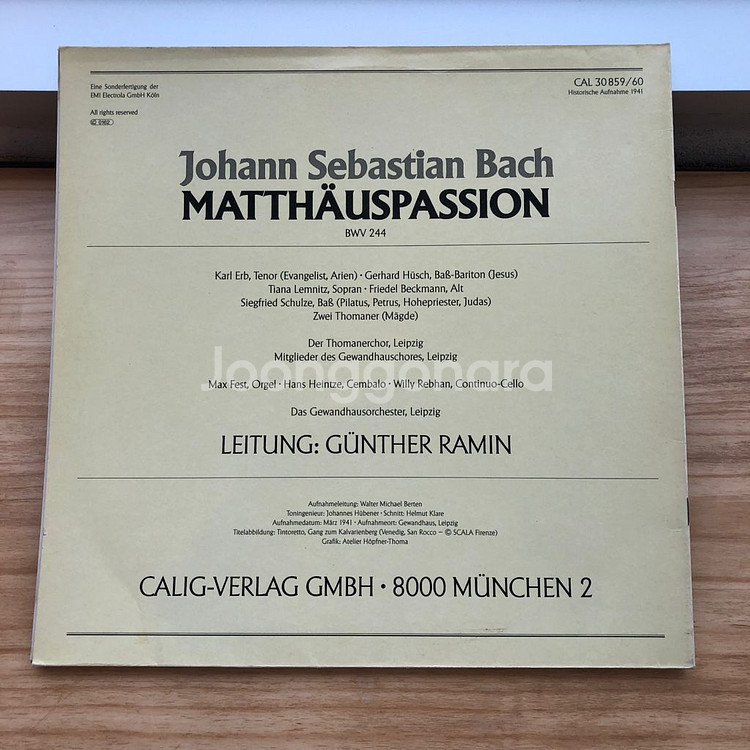 Eine Sonderfertigung der
EMI Electrola GmbH Köln
All rights reserved
CAL 30 859/60
Historische Aufnahme 1941
Johann Sebastian Bach
MATTHÄUSPASSION
BWV 244
Karl Erb, Tenor (Evangelist, Arien) · Gerhard Hüsch, Baß-Bariton (Jesus)
Tiana Lemnitz, Sopran · Friedel Beckmann, Alt
Siegfried Schulze, Baß (Pilatus, Petrus, Hohepriester, Judas)
Zwei Thomaner (Mägde)
Der Thomanerchor, Leipzig
Mitglieder des Gewandhauschores, Leipzig
Joonggonara
Max Fest, Orgel · Hans Heintze, Cembalo · Willy Rebhan, Continuo-Cello
Das Gewandhausorchester, Leipzig
LEITUNG: GÜNTHER RAMIN
Aufnahmeleitung: Walter Michael Berten
Toningenieur: Johannes Hübener · Schnitt: Helmut Klare
Aufnahmedatum: März 1941 · Aufnahmeort: Gewandhaus, Leipzig
Titelabbildung: Tintoretto, Gang zum Kalvarienberg (Venedig, San Rocco – © SCALA Firenze)
Grafik: Atelier Höpfner-Thoma
CALIG-VERLAG GMBH · 8000 MÜNCHEN 2